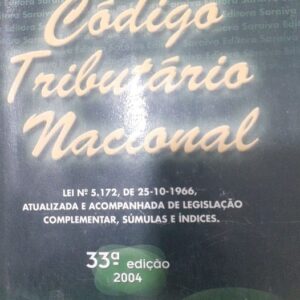 Código
Tributário
Nacional
LEI Nº 5.172, DE 25-10-1966,
ATUALIZADA E ACOMPANHADA DE LEGISLAÇÃO
COMPLEMENTAR, SÚMULAS E ÍNDICES.
33ª edição
2004